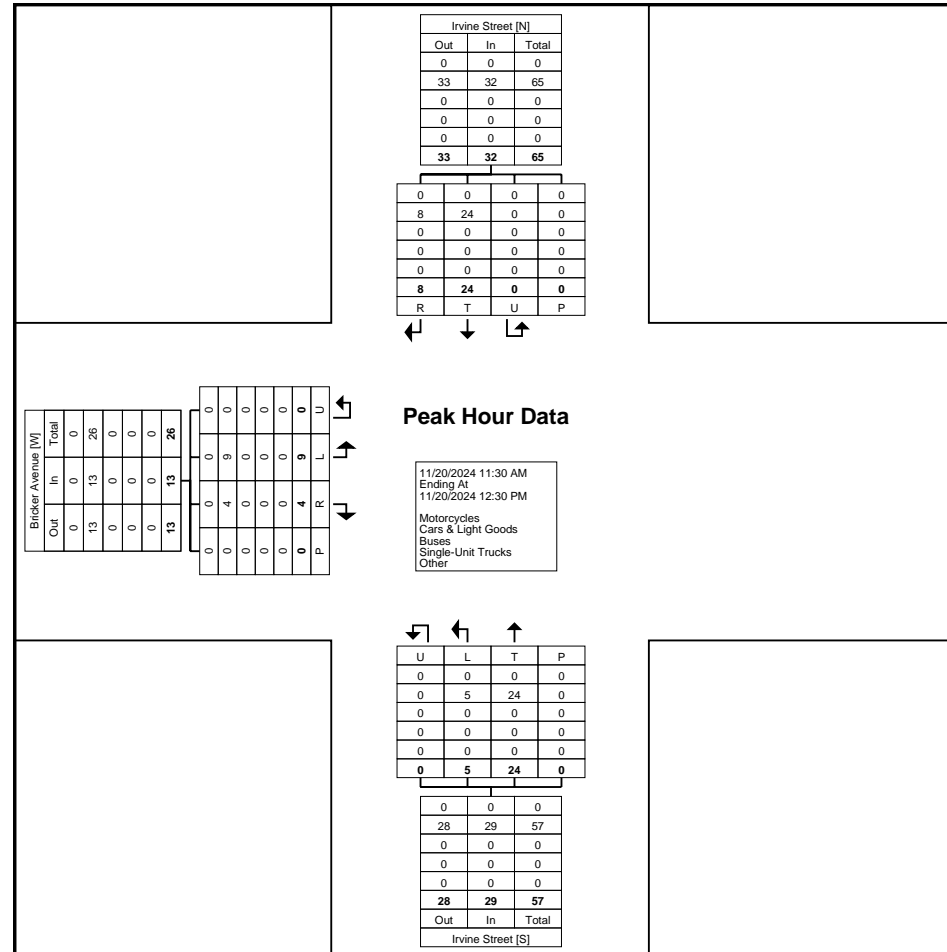 Irvine Street [N]
Out In Total
0 0 0
33 32 65
0 0 0
0 0 0
0 0 0
33 32 65
0 0 0 0
8 24 0 0
0 0 0 0
0 0 0 0
0 0 0 0
8 24 0 0
R T U P
Bricker Avenue [W]
Total 0 26 0 0 0 26
In 0 13 0 0 0 13
Out 0 13 0 0 0 13
0 0 0 0 0 0 U
0 9 0 0 0 9 L
0 4 0 0 0 4 R
0 0 0 0 0 0 P
Peak Hour Data
11/20/2024 11:30 AM
Ending At
11/20/2024 12:30 PM
Motorcycles
Cars & Light Goods
Buses
Single-Unit Trucks
Other
U L T P
0 0 0 0
0 5 24 0
0 0 0 0
0 0 0 0
0 0 0 0
0 5 24 0
0 0 0
28 29 57
0 0 0
0 0 0
0 0 0
28 29 57
Out In Total
Irvine Street [S]